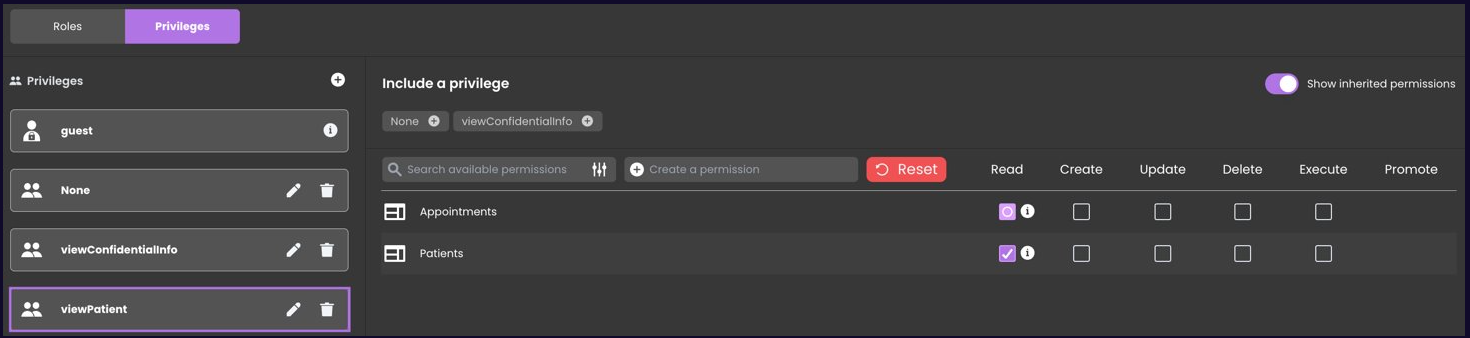 Roles Privileges
Privileges
guest
None
viewConfidentialInfo
viewPatient
Include a privilege
Show inherited permissions
None viewConfidentialInfo
Search available permissions Create a permission Reset Read Create Update Delete Execute Promote
Appointments
Patients